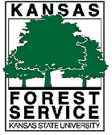 KANSAS
FOREST
SERVICE
KANSAS STATE UNIVERSITY